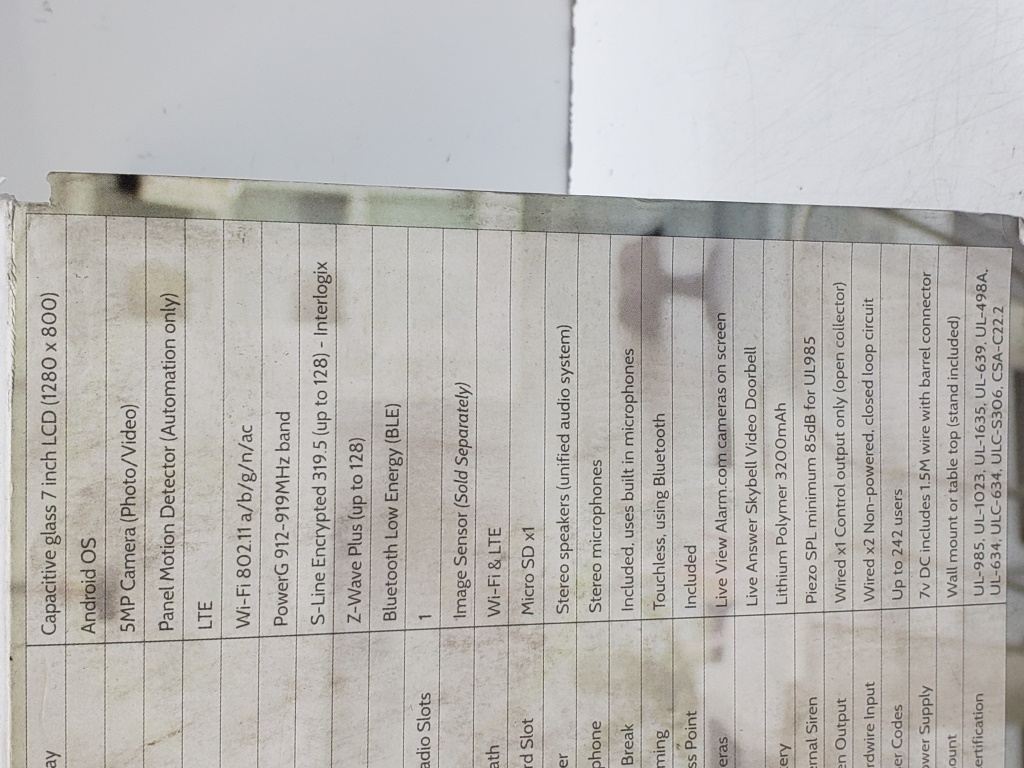 ay Capacitive glass 7 inch LCD (1280 x 800)
Android OS
5MP Camera (Photo/Video)
Panel Motion Detector (Automation only)
LTE
Wi-Fi 802.11 a/b/g/n/ac
PowerG 912-919MHz band
S-Line Encrypted 319.5 (up to 128) - Interlogix
Z-Wave Plus (up to 128)
Bluetooth Low Energy (BLE)
adio Slots 1
Image Sensor (Sold Separately)
ath Wi-Fi & LTE
rd Slot Micro SD x1
er Stereo speakers (unified audio system)
phone Stereo microphones
Break Included, uses built in microphones
ming Touchless, using Bluetooth
ss Point Included
eras Live View Alarm.com cameras on screen
Live Answer Skybell Video Doorbell
tery Lithium Polymer 3200mAh
ernal Siren Piezo SPL minimum 85dB for UL985
en Output Wired x1 Control output only (open collector)
rdwire Input Wired x2 Non-powered, closed loop circuit
er Codes Up to 242 users
ower Supply 7v DC includes 1.5M wire with barrel connector
ount Wall mount or table top (stand included)
ertification UL-985, UL-1023, UL-1635, UL-639, UL-498A,
UL-634, ULC-634, ULC-S306, CSA-C22.2